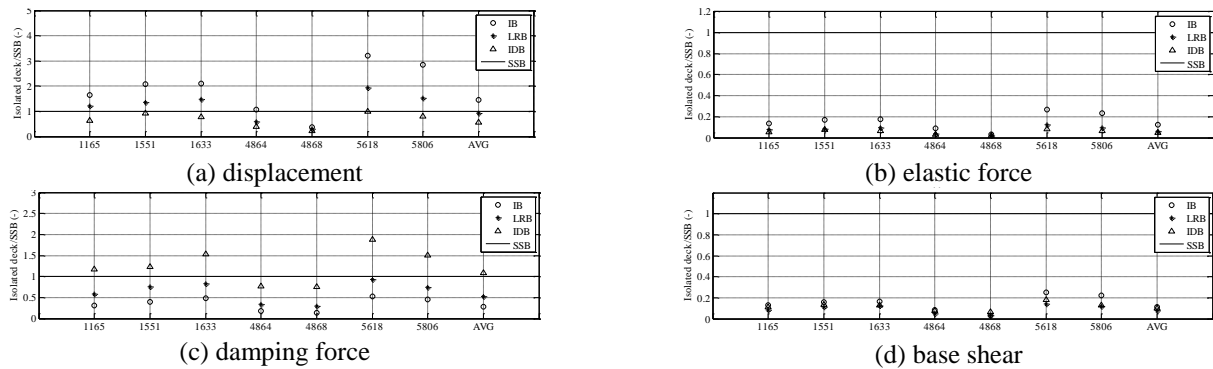 5
4
3
2
1
0
Isolated deck/SSB (-)
IB
LRB
IDB
SSB
1165 1551 1633 4864 4868 5618 5806 AVG
(a) displacement
1.2
1
0.8
0.6
0.4
0.2
0
Isolated deck/SSB (-)
IB
LRB
IDB
SSB
1165 1551 1633 4864 4868 5618 5806 AVG
(b) elastic force
3
2.5
2
1.5
1
0.5
0
Isolated deck/SSB (-)
IB
LRB
IDB
SSB
1165 1551 1633 4864 4868 5618 5806 AVG
(c) damping force
1
0.8
0.6
0.4
0.2
0
Isolated deck/SSB (-)
IB
LRB
IDB
SSB
1165 1551 1633 4864 4868 5618 5806 AVG
(d) base shear